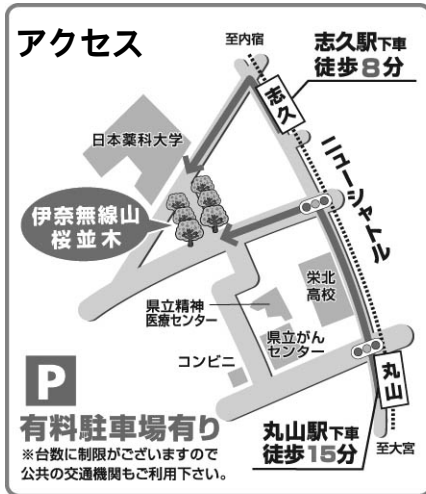 アクセス
至内宿
志久駅下車
徒歩8分
志久
日本薬科大学
ニューシャトル
伊奈無線山
桜並木
栄北
高校
県立精神
医療センター
県立がん
センター
コンビニ
丸山
P
有料駐車場有り
※台数に制限がございますので
公共の交通機関もご利用下さい。
丸山駅下車
徒歩15分
至大宮